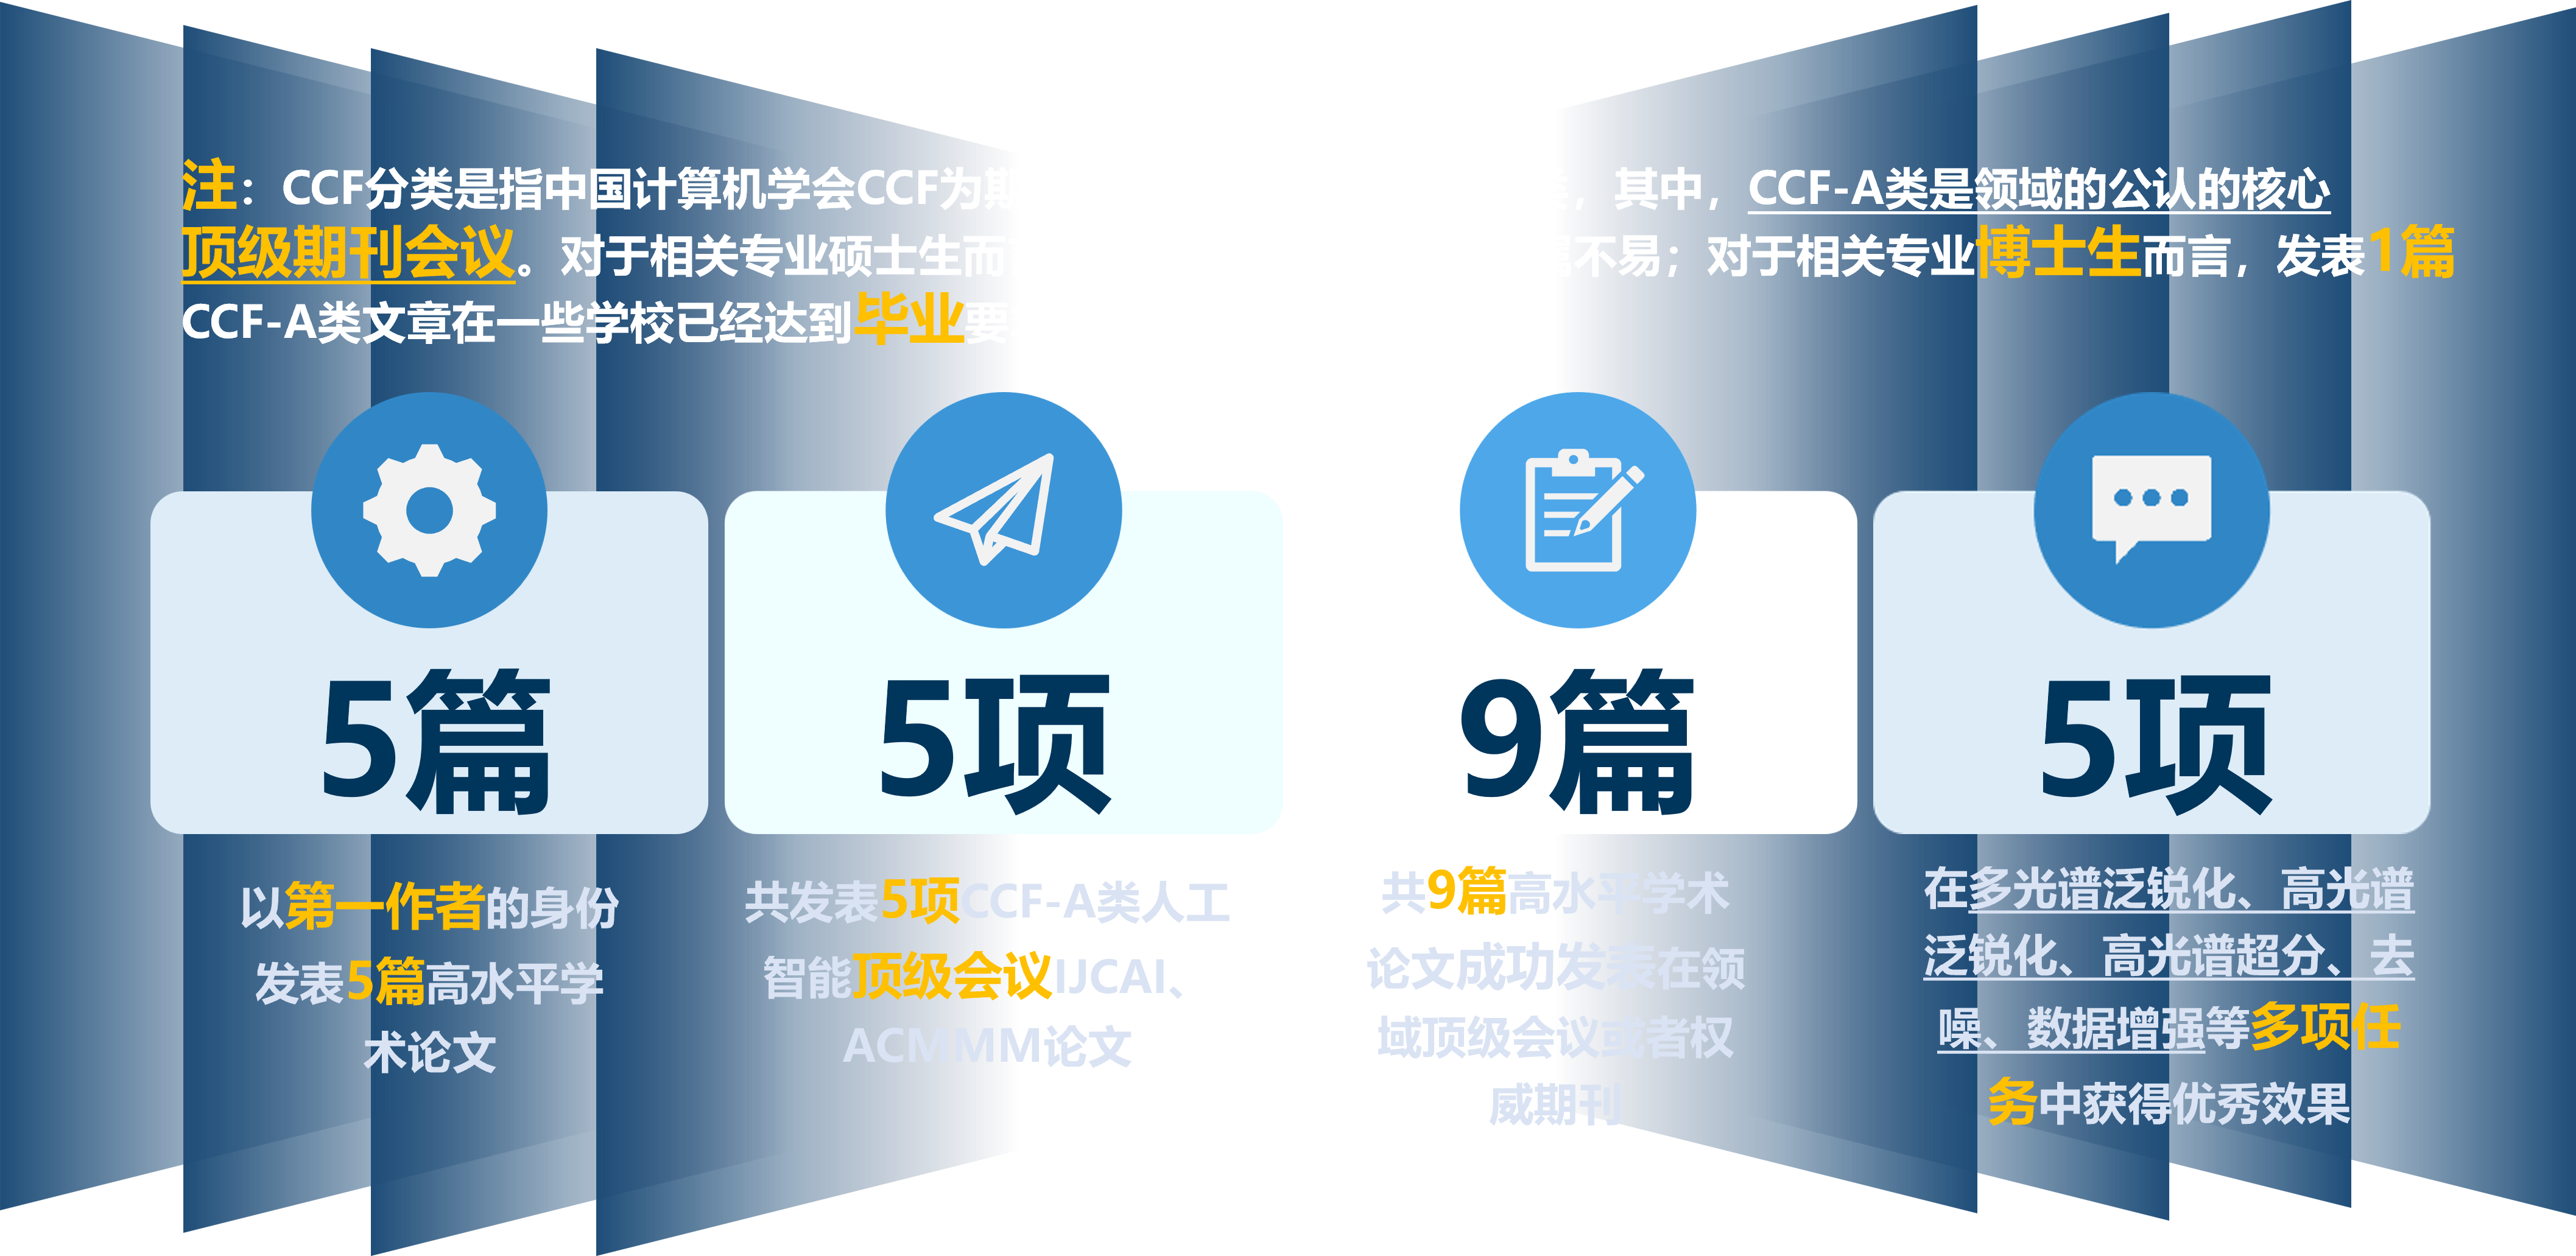 注：CCF分类是指中国计算机学会CCF为期
，其中，CCF-A类是领域的公认的核心
顶级期刊会议。对于相关专业硕士生而
不易；对于相关专业博士生而言，发表1篇
CCF-A类文章在一些学校已经达到毕业要
5篇
5项
9篇
5项
以第一作者的身份
发表5篇高水平学
术论文
共发表5项CCF-A类人工
智能顶级会议IJCAI、
ACMMM论文
共9篇高水平学术
论文成功发表在领
域顶级会议或者权
威期刊
在多光谱泛锐化、高光谱
泛锐化、高光谱超分、去
噪、数据增强等多项任
务中获得优秀效果